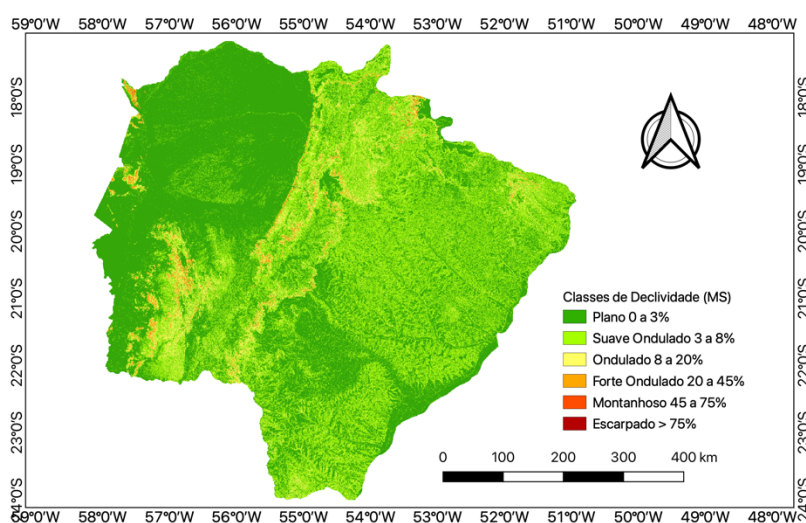 59°0'W 58°0'W 57°0'W 56°0'W 55°0'W 54°0'W 53°0'W 52°0'W 51°0'W 50°0'W 49°0'W 48°0'W
18°0'S
19°0'S
20°0'S
21°0'S
22°0'S
23°0'S
24°0'S
18°0'S
19°0'S
20°0'S
21°0'S
22°0'S
23°0'S
24°0'S
Classes de Declividade (MS)
Plano 0 a 3%
Suave Ondulado 3 a 8%
Ondulado 8 a 20%
Forte Ondulado 20 a 45%
Montanhoso 45 a 75%
Escarpado > 75%
0 100 200 300 400 km
59°0'W 58°0'W 57°0'W 56°0'W 55°0'W 54°0'W 53°0'W 52°0'W 51°0'W 50°0'W 49°0'W 48°0'W